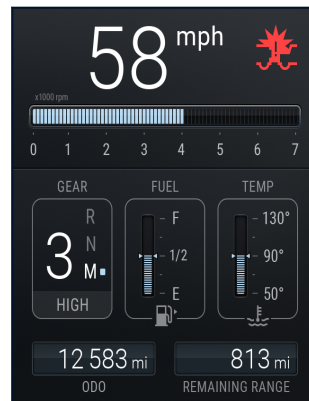 58 mph
x1000 rpm
0 1 2 3 4 5 6 7
GEAR FUEL TEMP
R F 130°
3 N 1/2 90°
M E 50°
HIGH
12 583 mi 813 mi
ODO REMAINING RANGE